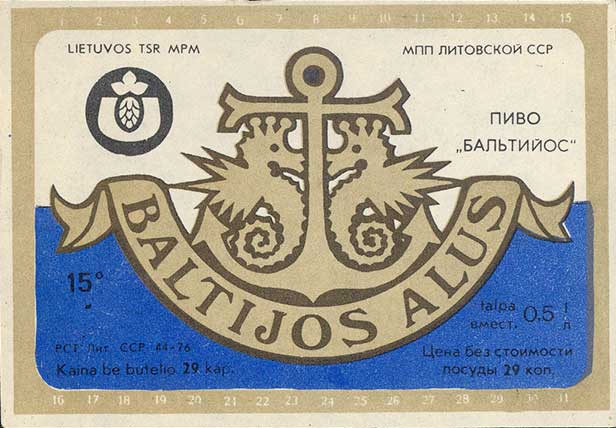 1 2 3 4 5 6 7 8 9 10 11 12 13 14 15
LIETUVOS TSR MPM
МПП ЛИТОВСКОЙ ССР
ПИВО
„БАЛЬТИЙОС"
BALTIJOS ALUS
15°
talpa
вмест. 0,5 l
л
РСТ Лит. ССР 44-76
Kaina be butelio 29 kap.
Цена без стоимости
посуды 29 коп.
16 17 18 19 20 21 22 23 24 25 26 27 28 29 30 31